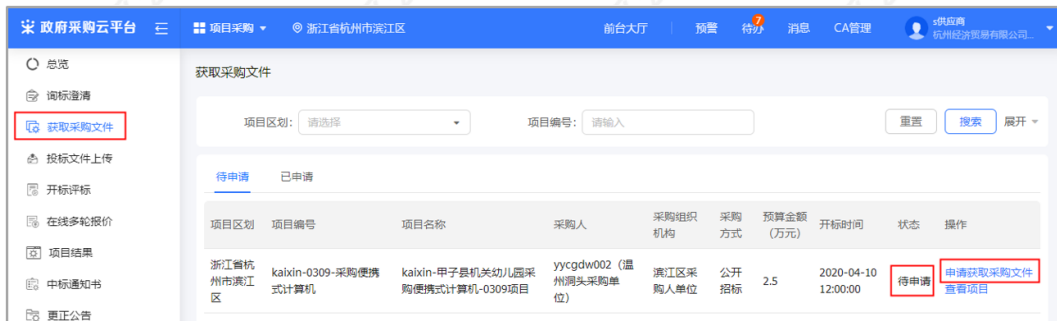 政府采购云平台
项目采购
浙江省杭州市滨江区
前台大厅
预警
待办
7
消息
CA管理
s供应商
杭州经济贸易有限公司...
总览
询标澄清
获取采购文件
投标文件上传
开标评标
在线多轮报价
项目结果
中标通知书
更正公告
获取采购文件
项目区划： 请选择
项目编号： 请输入
重置
搜索
展开
待申请 已申请
项目区划 项目编号 项目名称 采购人 采购组织机构 采购方式 预算金额（万元） 开标时间 状态 操作
浙江省杭州市滨江区
kaixin-0309-采购便携式计算机
kaixin-甲子县机关幼儿园采购便携式计算机-0309项目
yycgdw002（温州洞头采购单位）
滨江区采购人单位
公开招标
2.5
2020-04-10 12:00:00
待申请
申请获取采购文件
查看项目